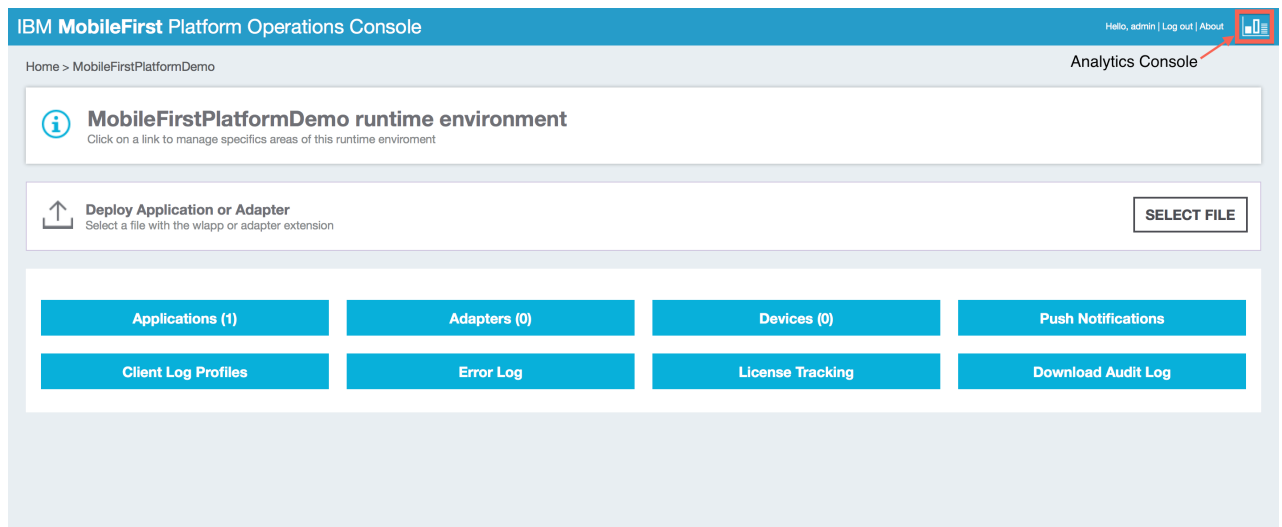 IBM MobileFirst Platform Operations Console
Hello, admin | Log out | About
Analytics Console
Home > MobileFirstPlatformDemo
MobileFirstPlatformDemo runtime environment
Click on a link to manage specifics areas of this runtime enviroment
Deploy Application or Adapter
Select a file with the wlapp or adapter extension
SELECT FILE
Applications (1)
Adapters (0)
Devices (0)
Push Notifications
Client Log Profiles
Error Log
License Tracking
Download Audit Log